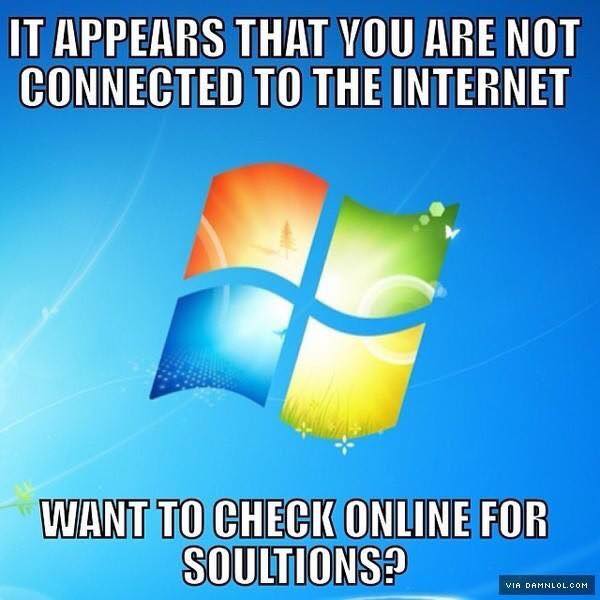 IT APPEARS THAT YOU ARE NOT
CONNECTED TO THE INTERNET
WANT TO CHECK ONLINE FOR
SOULTIONS?
VIA DAMNLOL.COM